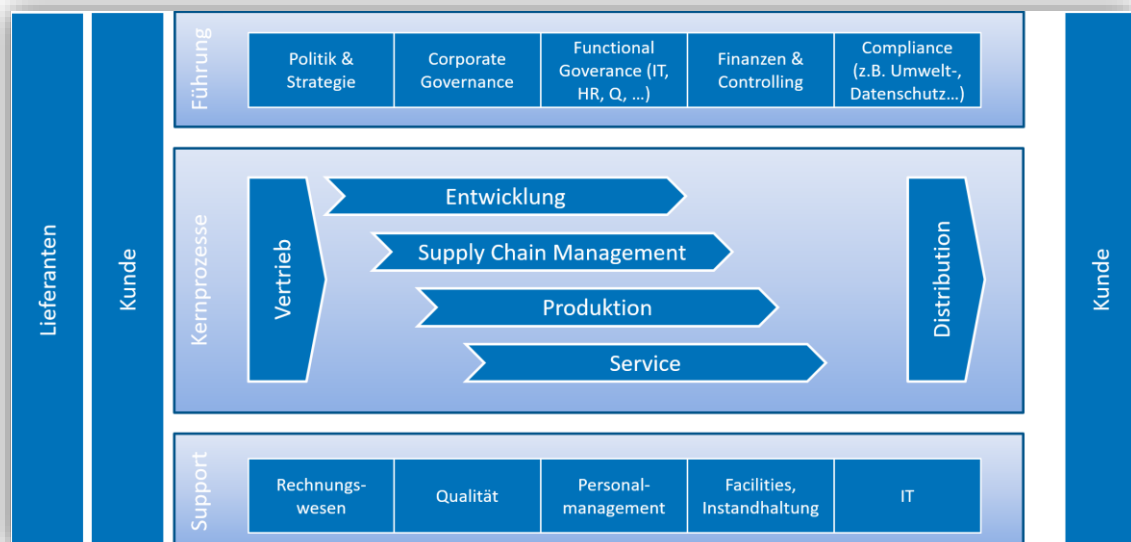 Lieferanten
Kunde
Führung
Politik &
Strategie
Corporate
Governance
Functional
Goverance (IT,
HR, Q, ...)
Finanzen &
Controlling
Compliance
(z.B. Umwelt-,
Datenschutz...)
Kernprozesse
Vertrieb
Entwicklung
Supply Chain Management
Produktion
Service
Distribution
Support
Rechnungs-
wesen
Qualität
Personal-
management
Facilities,
Instandhaltung
IT
Kunde